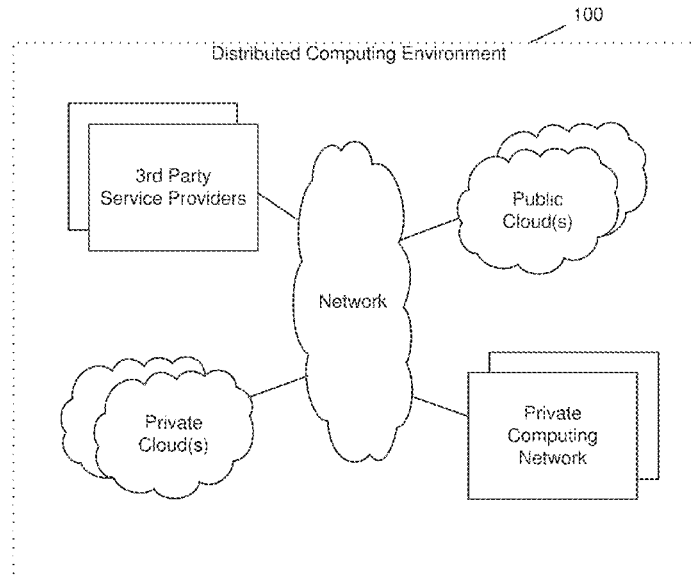 100
Distributed Computing Environment
3rd Party
Service Providers
Public
Cloud(s)
Network
Private
Cloud(s)
Private
Computing
Network